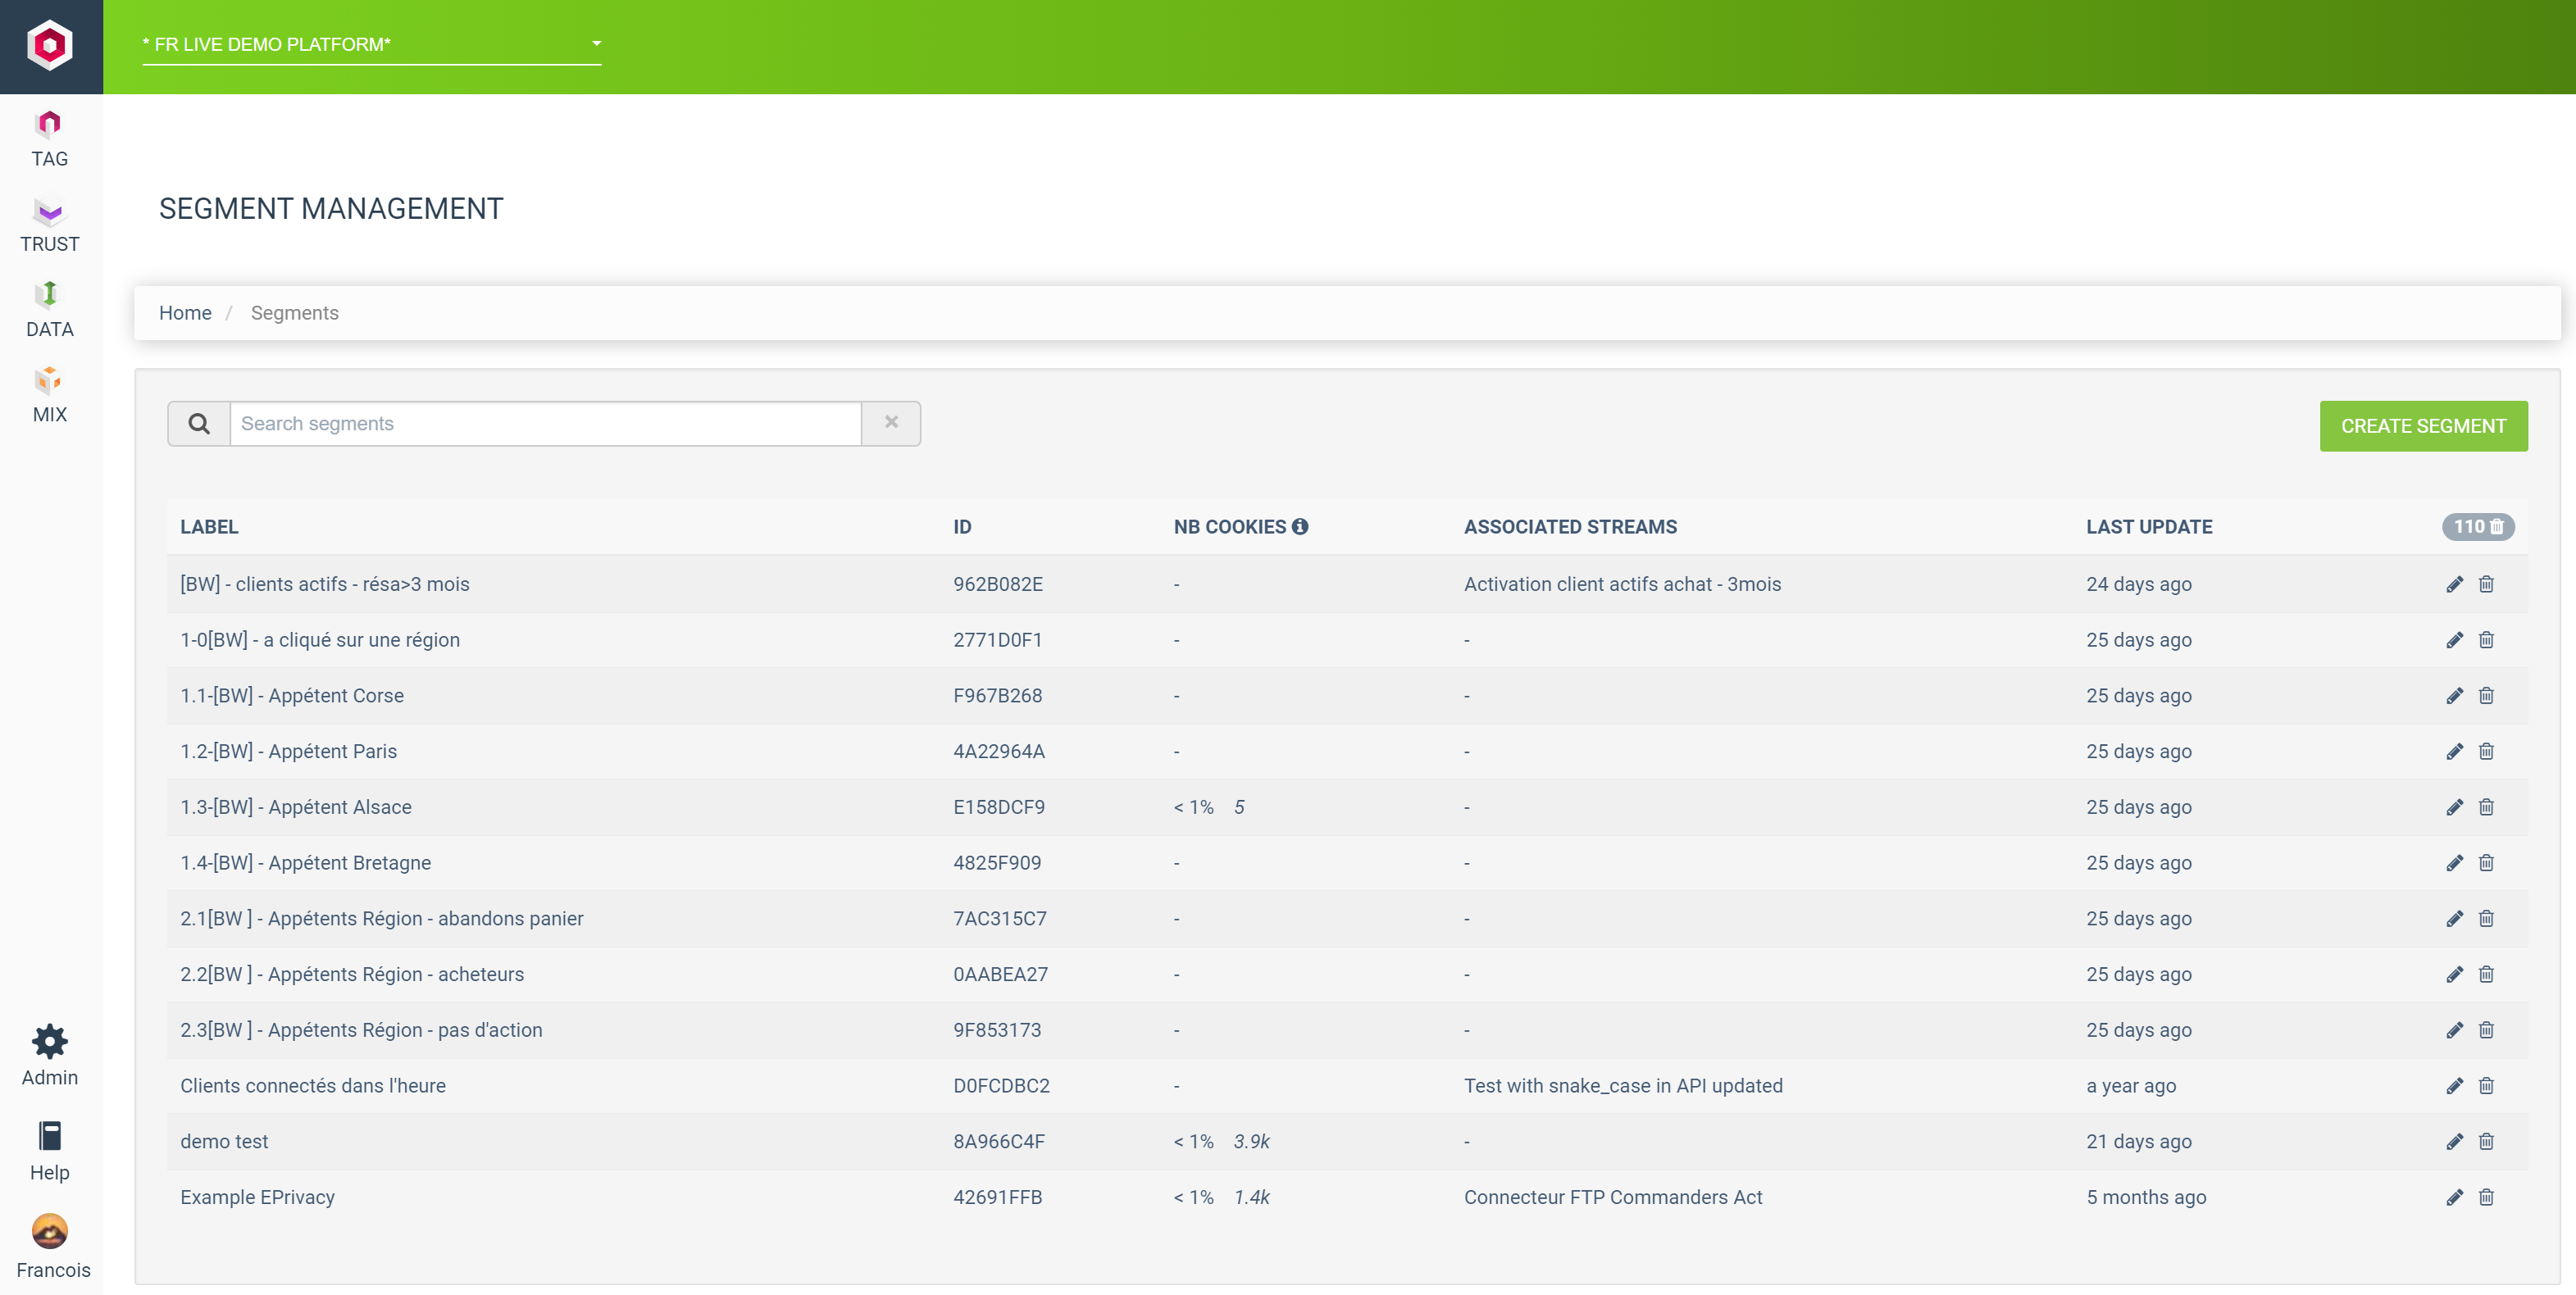 * FR LIVE DEMO PLATFORM*
TAG
TRUST
DATA
MIX
Admin
Help
Francois
SEGMENT MANAGEMENT
Home / Segments
Search segments
CREATE SEGMENT
LABEL ID NB COOKIES ASSOCIATED STREAMS LAST UPDATE 110
[BW] - clients actifs - résa>3 mois 962B082E - Activation client actifs achat - 3mois 24 days ago
1-0[BW] - a cliqué sur une région 2771D0F1 - - 25 days ago
1.1-[BW] - Appétent Corse F967B268 - - 25 days ago
1.2-[BW] - Appétent Paris 4A22964A - - 25 days ago
1.3-[BW] - Appétent Alsace E158DCF9 < 1% 5 - 25 days ago
1.4-[BW] - Appétent Bretagne 4825F909 - - 25 days ago
2.1[BW ] - Appétents Région - abandons panier 7AC315C7 - - 25 days ago
2.2[BW ] - Appétents Région - acheteurs 0AABEA27 - - 25 days ago
2.3[BW ] - Appétents Région - pas d'action 9F853173 - - 25 days ago
Clients connectés dans l'heure D0FCDBC2 - Test with snake_case in API updated a year ago
demo test 8A966C4F < 1% 3.9k - 21 days ago
Example EPrivacy 42691FFB < 1% 1.4k Connecteur FTP Commanders Act 5 months ago